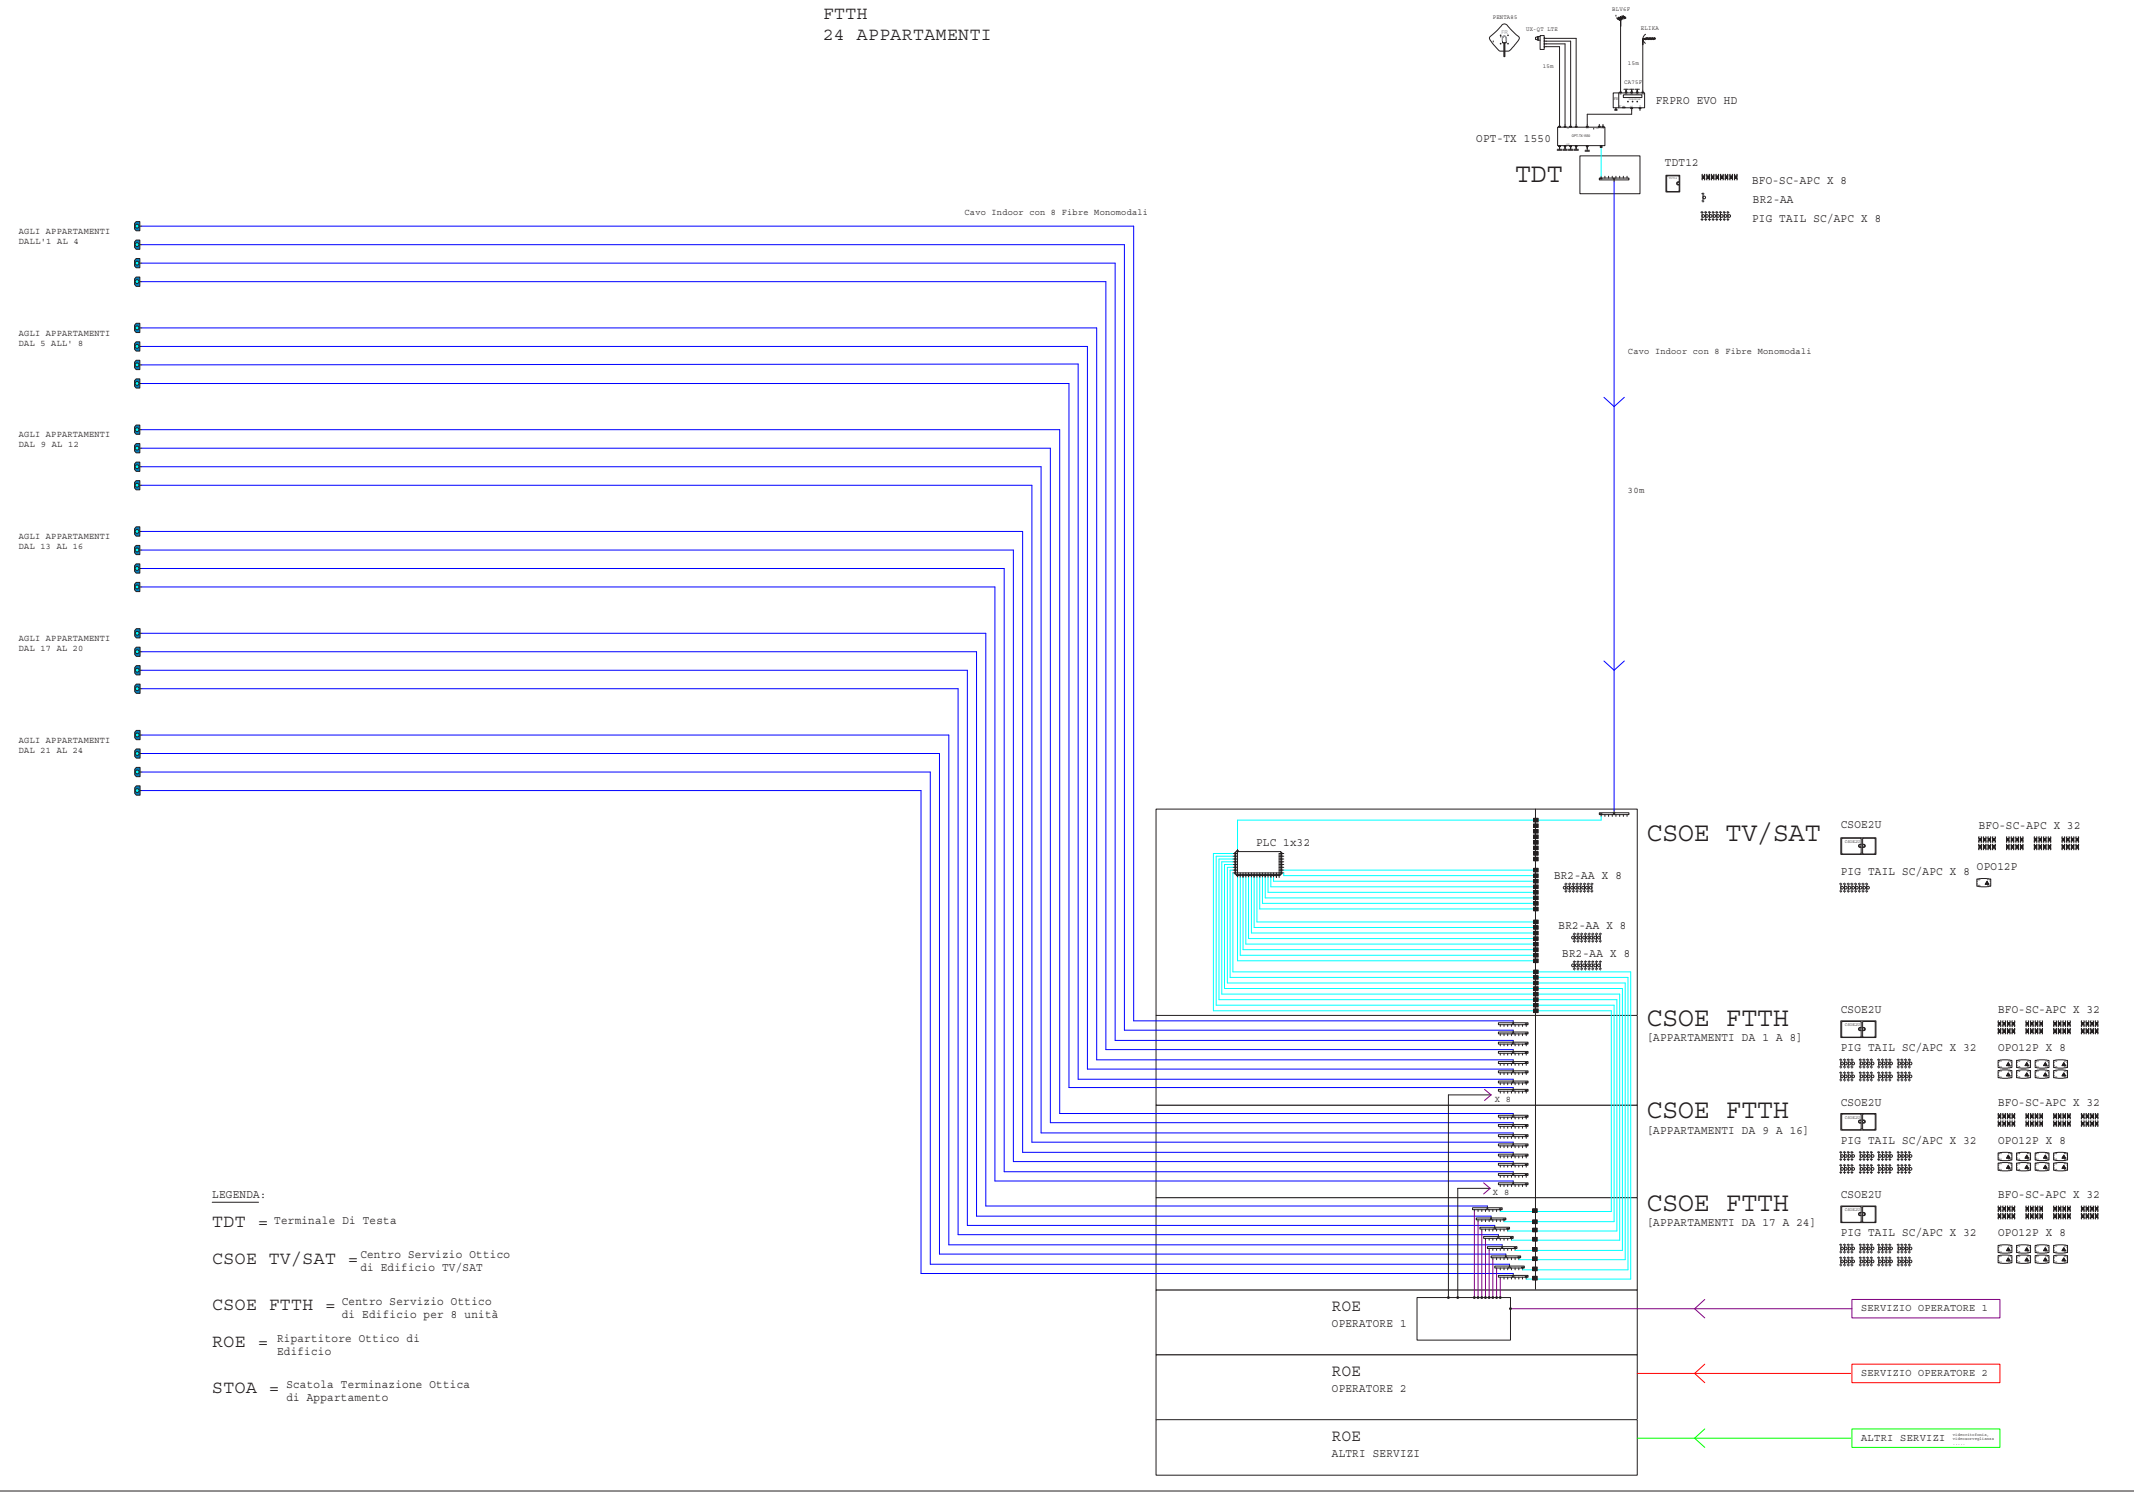 FTTH
24 APPARTAMENTI
PENTA85
UX-QT LTE
BLV6F
ELIKA
15m
15m
CA75F
FRPRO EVO HD
OPT-TX 1550
TDT
TDT12
BFO-SC-APC X 8
BR2-AA
PIG TAIL SC/APC X 8
Cavo Indoor con 8 Fibre Monomodali
AGLI APPARTAMENTI
DALL'1 AL 4
AGLI APPARTAMENTI
DAL 5 ALL' 8
Cavo Indoor con 8 Fibre Monomodali
AGLI APPARTAMENTI
DAL 9 AL 12
30m
AGLI APPARTAMENTI
DAL 13 AL 16
AGLI APPARTAMENTI
DAL 17 AL 20
AGLI APPARTAMENTI
DAL 21 AL 24
PLC 1x32
BR2-AA X 8
BR2-AA X 8
BR2-AA X 8
CSOE TV/SAT
CSOE2U
BFO-SC-APC X 32
PIG TAIL SC/APC X 8
OPO12P
CSOE FTTH
[APPARTAMENTI DA 1 A 8]
CSOE2U
BFO-SC-APC X 32
PIG TAIL SC/APC X 32
OPO12P X 8
X 8
CSOE FTTH
[APPARTAMENTI DA 9 A 16]
CSOE2U
BFO-SC-APC X 32
PIG TAIL SC/APC X 32
OPO12P X 8
X 8
CSOE FTTH
[APPARTAMENTI DA 17 A 24]
CSOE2U
BFO-SC-APC X 32
PIG TAIL SC/APC X 32
OPO12P X 8
ROE
OPERATORE 1
SERVIZIO OPERATORE 1
ROE
OPERATORE 2
SERVIZIO OPERATORE 2
ROE
ALTRI SERVIZI
ALTRI SERVIZI
LEGENDA:
TDT = Terminale Di Testa
CSOE TV/SAT = Centro Servizio Ottico
di Edificio TV/SAT
CSOE FTTH = Centro Servizio Ottico
di Edificio per 8 unità
ROE = Ripartitore Ottico di
Edificio
STOA = Scatola Terminazione Ottica
di Appartamento